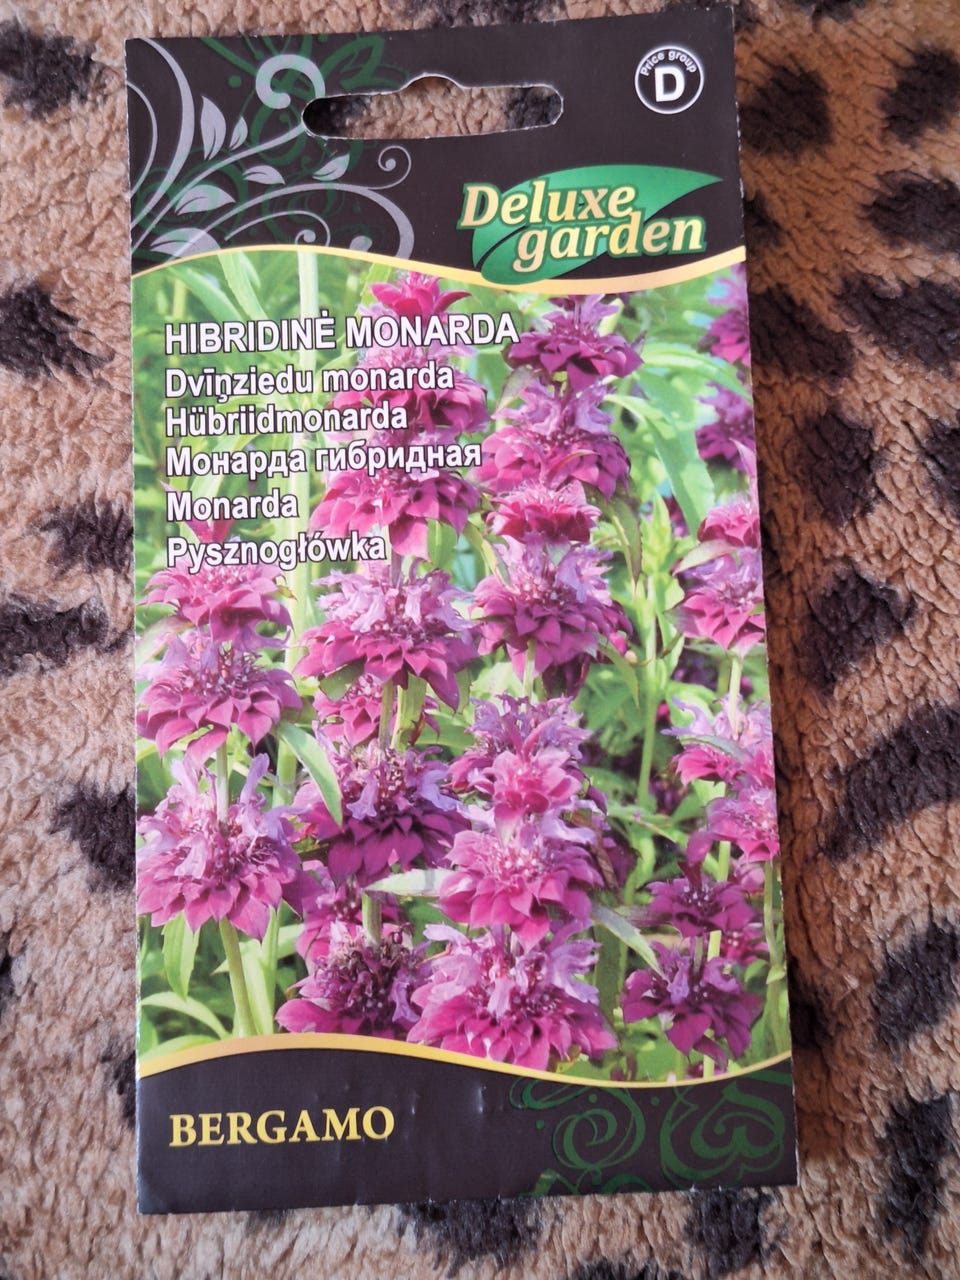 Price group
D
Deluxe
garden
HIBRIDINĖ MONARDA
Dvīņziedu monarda
Hübriidmonarda
Монарда гибридная
Monarda
Pysznogłówka
BERGAMO